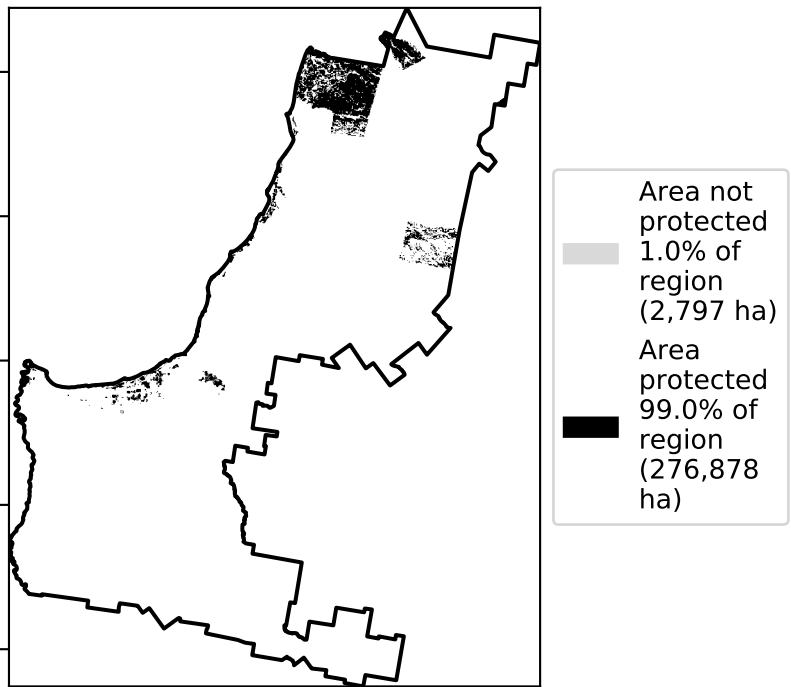 Area not
protected
1.0% of
region
(2,797 ha)
Area
protected
99.0% of
region
(276,878
ha)